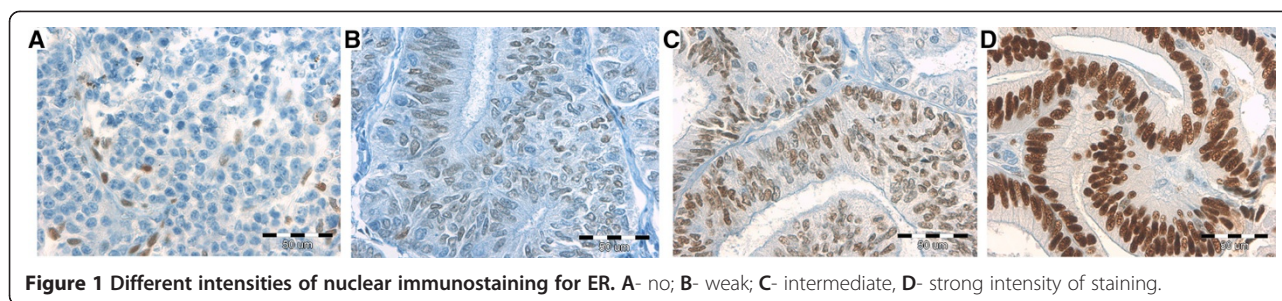 A
B
C
D
50 um
50 um
50 um
50 um
Figure 1 Different intensities of nuclear immunostaining for ER. A- no; B- weak; C- intermediate, D- strong intensity of staining.